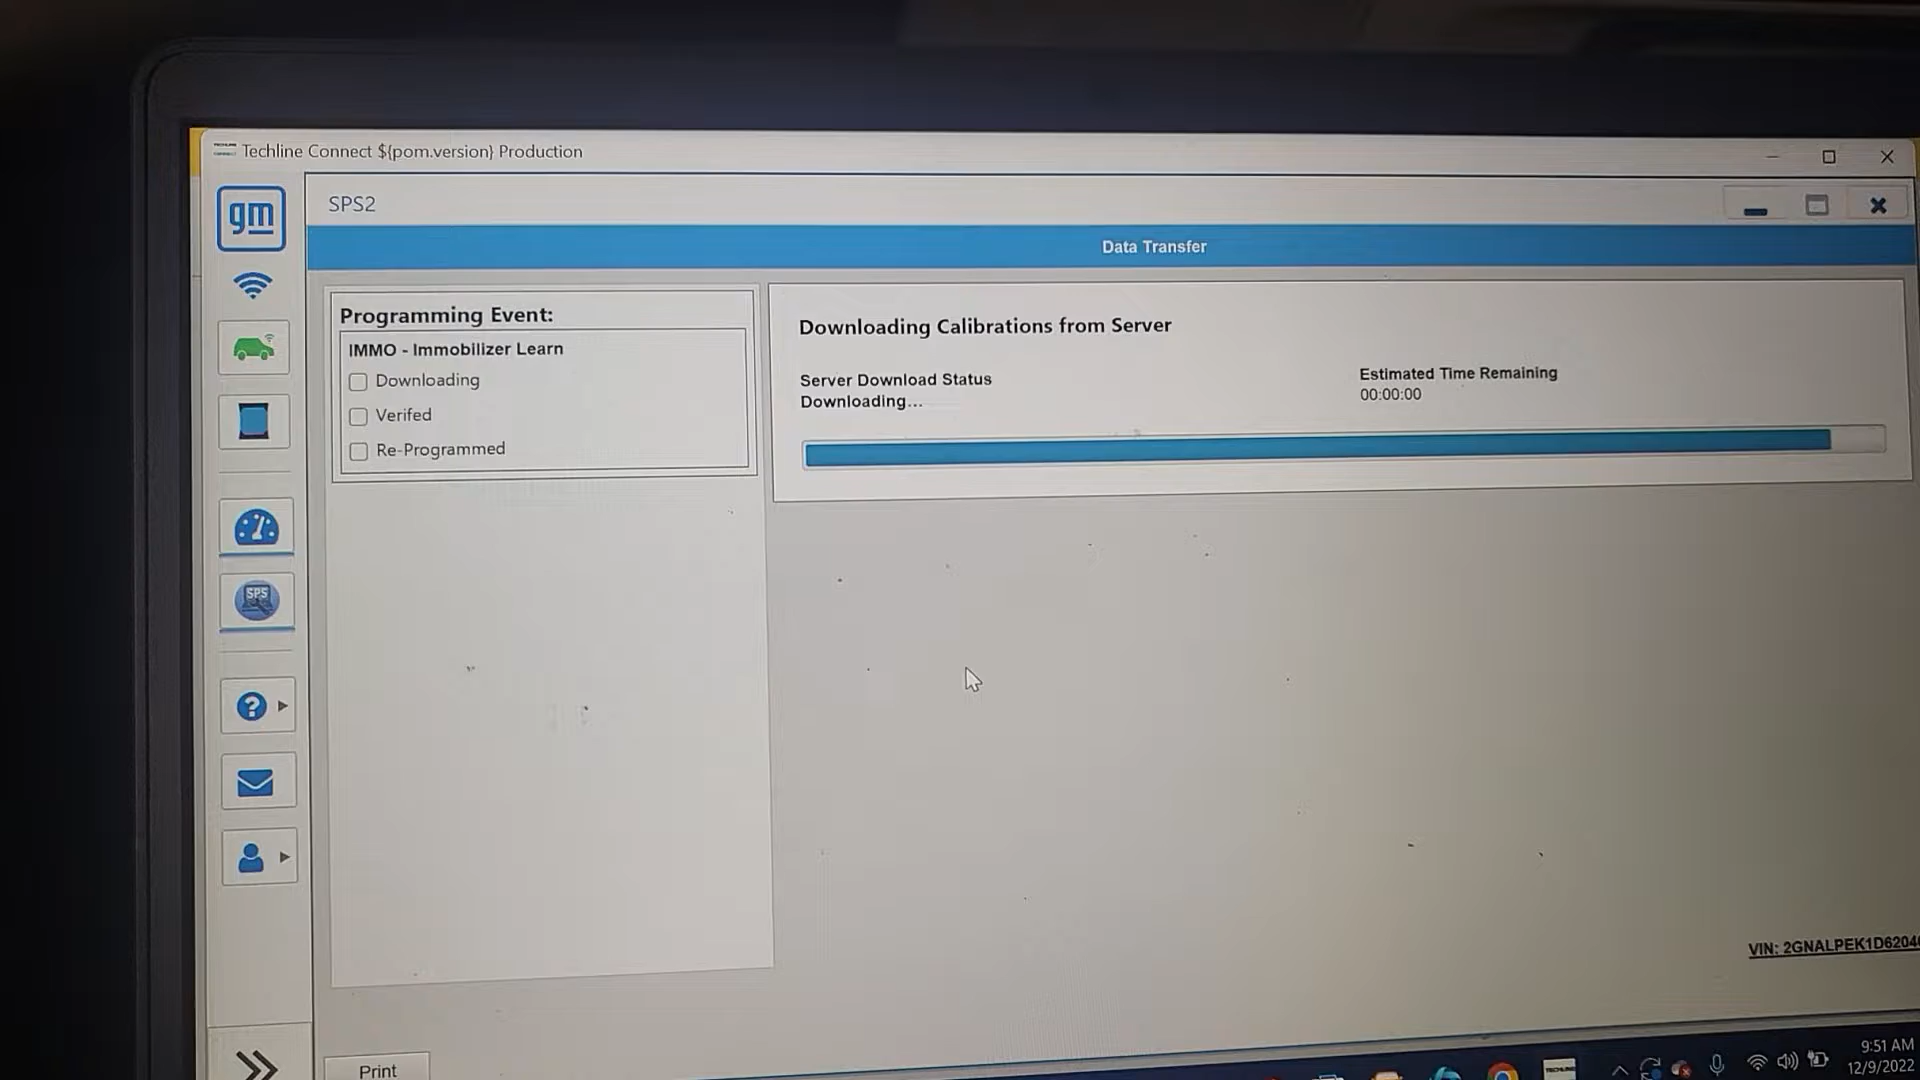 Techline Connect ${pom.version} Production
gm
SPS2
Data Transfer
Programming Event:
IMMO - Immobilizer Learn
Downloading
Verifed
Re-Programmed
Downloading Calibrations from Server
Server Download Status
Downloading...
Estimated Time Remaining
00:00:00
SPS
VIN: 2GNALPEK1D6204
Print
9:51 AM
12/9/2022